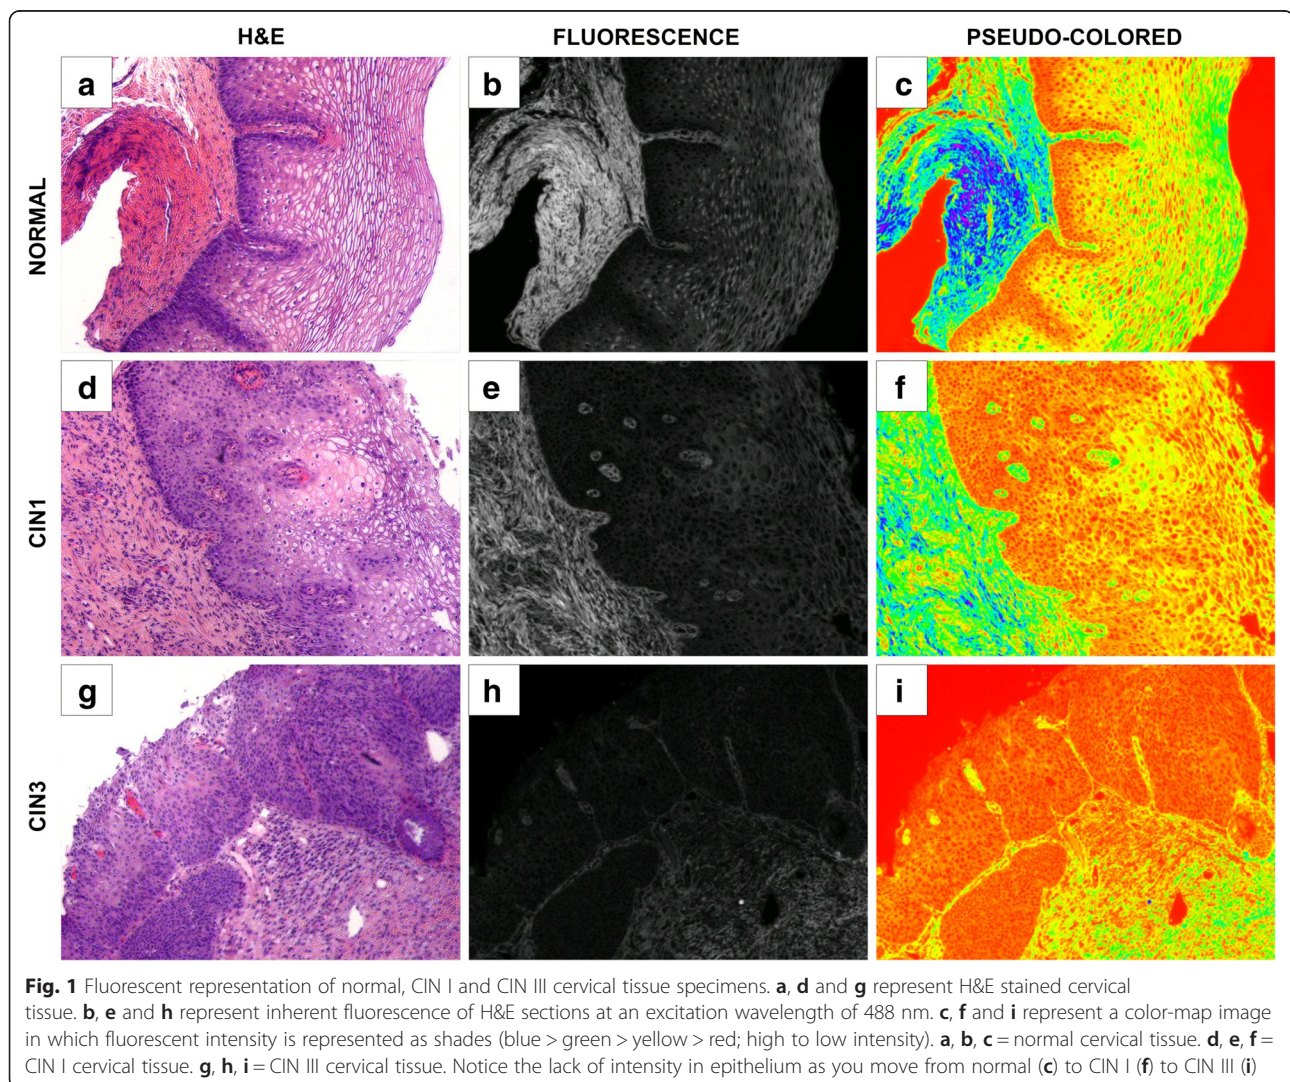 H&E FLUORESCENCE PSEUDO-COLORED
NORMAL
a b c
CIN1
d e f
CIN3
g h i
Fig. 1 Fluorescent representation of normal, CIN I and CIN III cervical tissue specimens. a, d and g represent H&E stained cervical
tissue. b, e and h represent inherent fluorescence of H&E sections at an excitation wavelength of 488 nm. c, f and i represent a color-map image
in which fluorescent intensity is represented as shades (blue > green > yellow > red; high to low intensity). a, b, c = normal cervical tissue. d, e, f =
CIN I cervical tissue. g, h, i = CIN III cervical tissue. Notice the lack of intensity in epithelium as you move from normal (c) to CIN I (f) to CIN III (i)